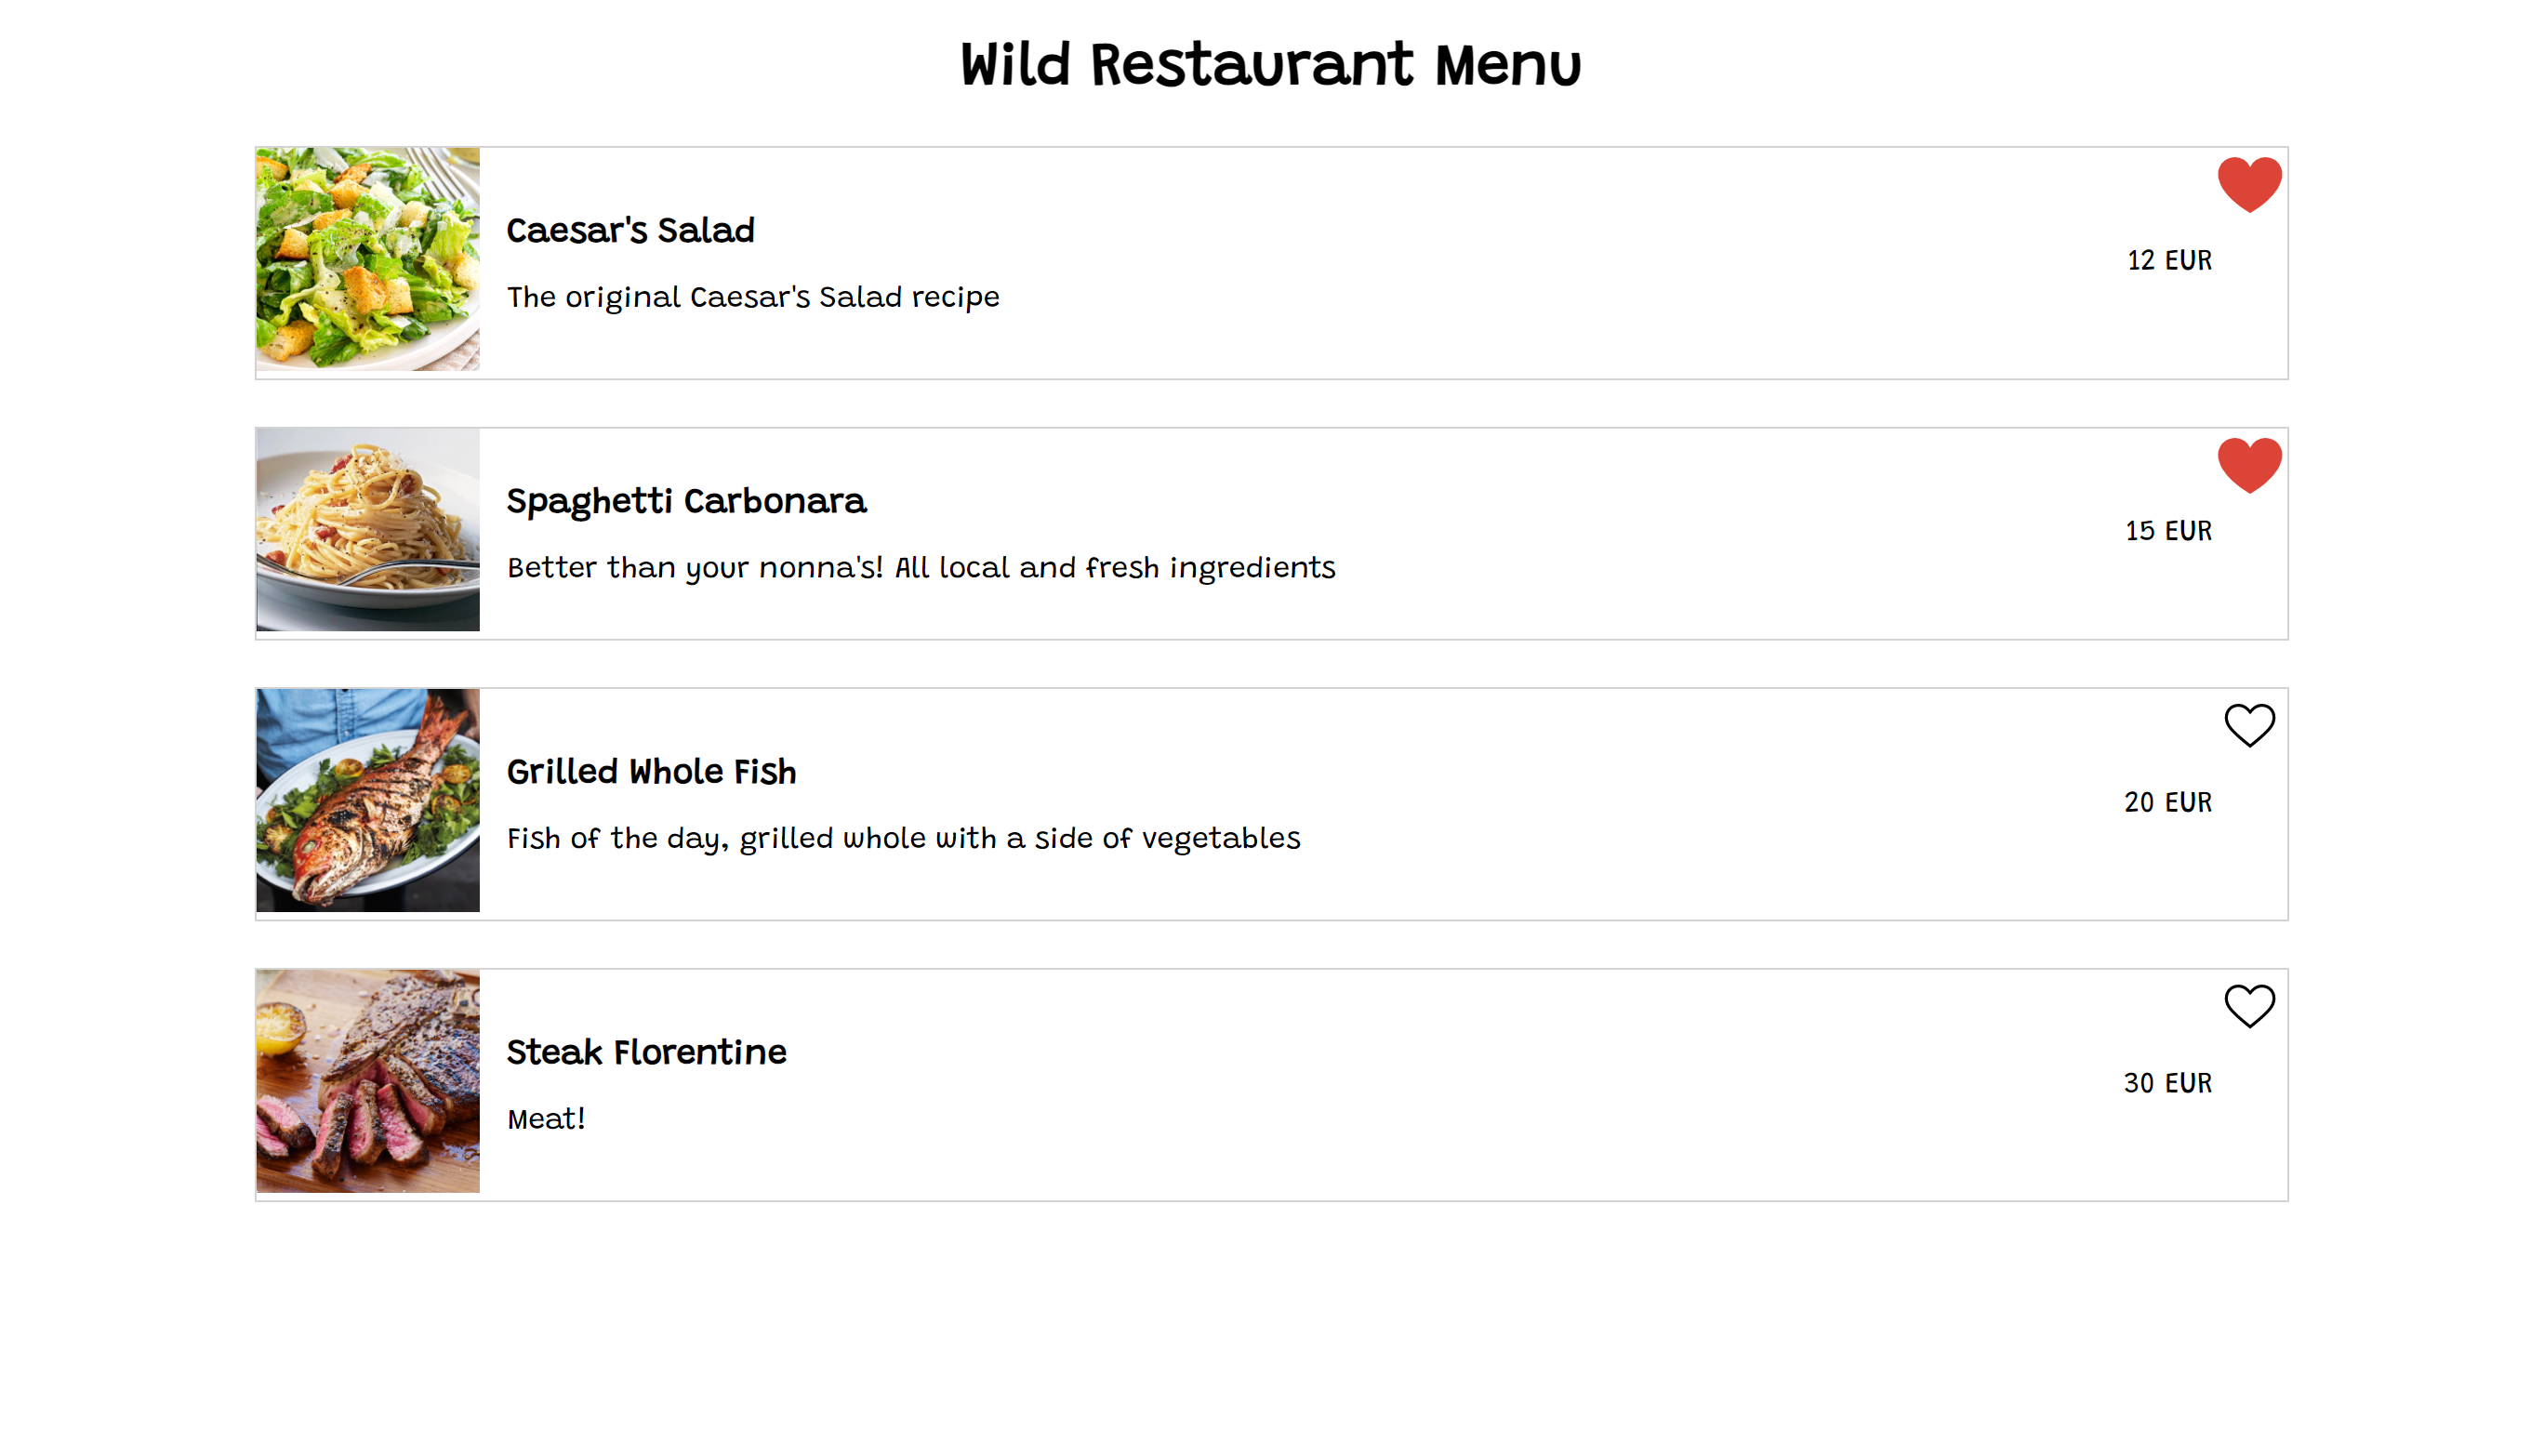 Wild Restaurant Menu
Caesar's Salad
12 EUR
The original Caesar's Salad recipe
Spaghetti Carbonara
15 EUR
Better than your nonna's! All local and fresh ingredients
Grilled Whole Fish
20 EUR
Fish of the day, grilled whole with a side of vegetables
Steak Florentine
30 EUR
Meat!